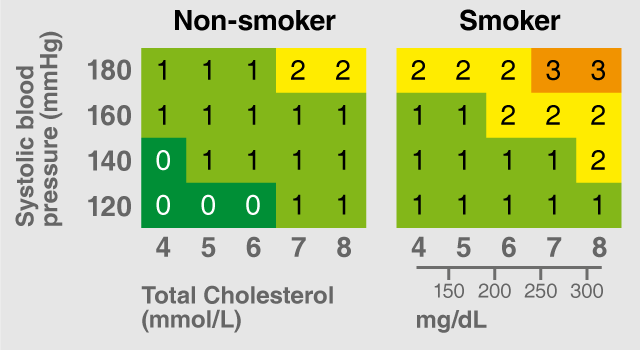 Non-smoker Smoker
Systolic blood
pressure (mmHg)
180 1 1 1 2 2 2 2 2 3 3
160 1 1 1 1 1 1 1 2 2 2
140 0 1 1 1 1 1 1 1 1 2
120 0 0 0 1 1 1 1 1 1 1
4 5 6 7 8 4 5 6 7 8
150 200 250 300
Total Cholesterol
(mmol/L) mg/dL